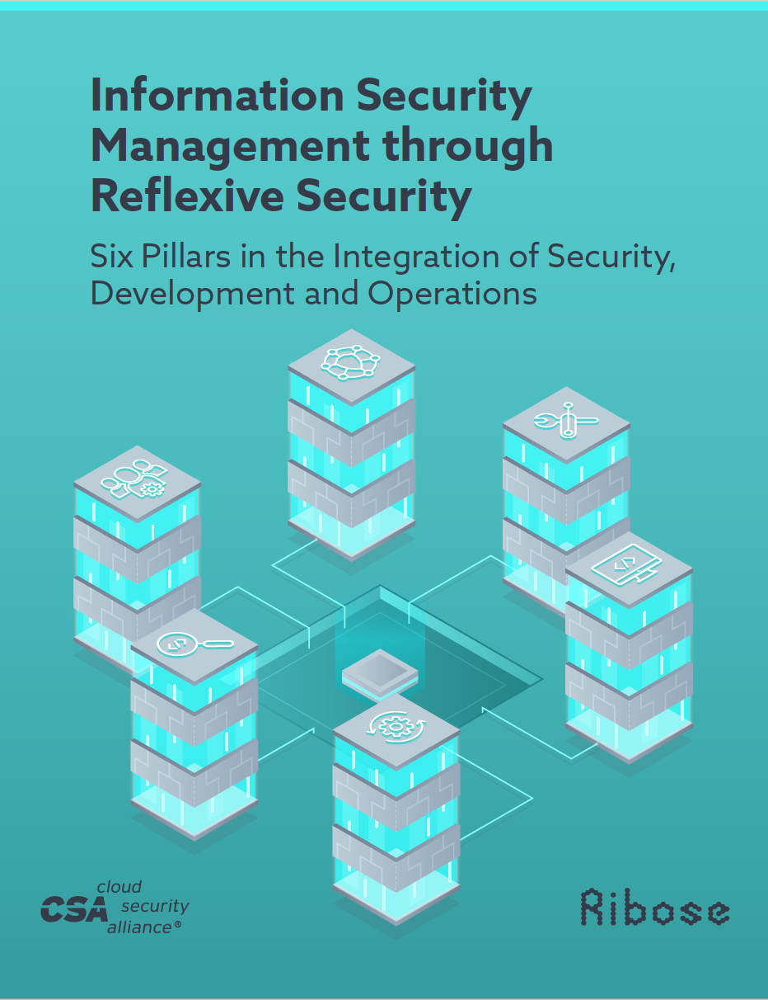 Information Security
Management through
Reflexive Security
Six Pillars in the Integration of Security,
Development and Operations
</>
</>
cloud
CSA security
alliance®
Ribose